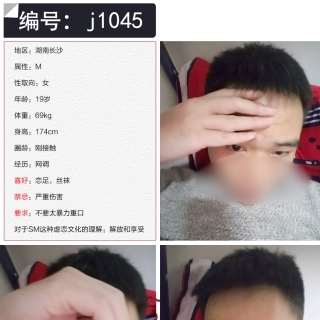 编号：j1045
地区：湖南长沙
属性：M
性取向：女
年龄：19岁
体重：69kg
身高：174cm
圈龄：刚接触
经历：网调
喜好：恋足，丝袜
禁忌：严重伤害
要求：不要太暴力重口
对于SM这种虐恋文化的理解：解放和享受